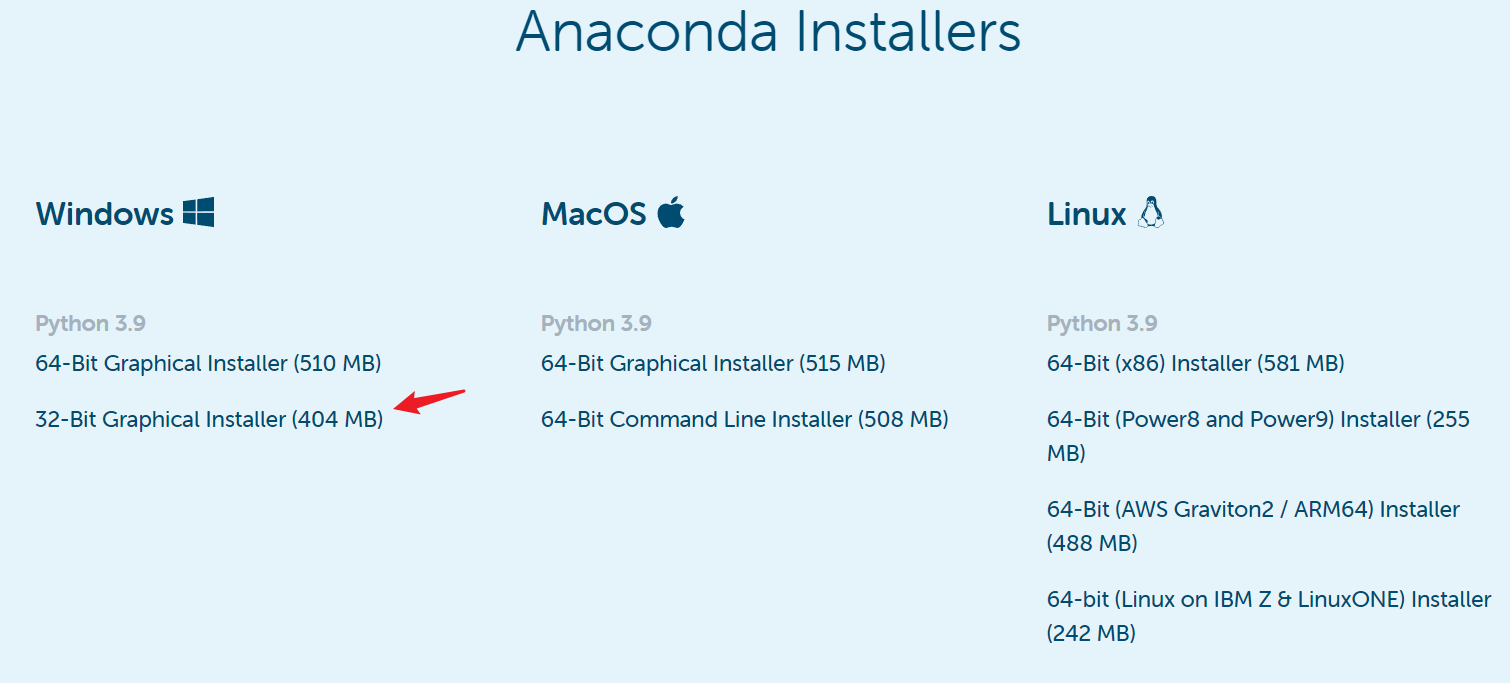 Anaconda Installers
Windows
Python 3.9
64-Bit Graphical Installer (510 MB)
32-Bit Graphical Installer (404 MB)
MacOS
Python 3.9
64-Bit Graphical Installer (515 MB)
64-Bit Command Line Installer (508 MB)
Linux
Python 3.9
64-Bit (x86) Installer (581 MB)
64-Bit (Power8 and Power9) Installer (255
MB)
64-Bit (AWS Graviton2 / ARM64) Installer
(488 MB)
64-bit (Linux on IBM Z & LinuxONE) Installer
(242 MB)